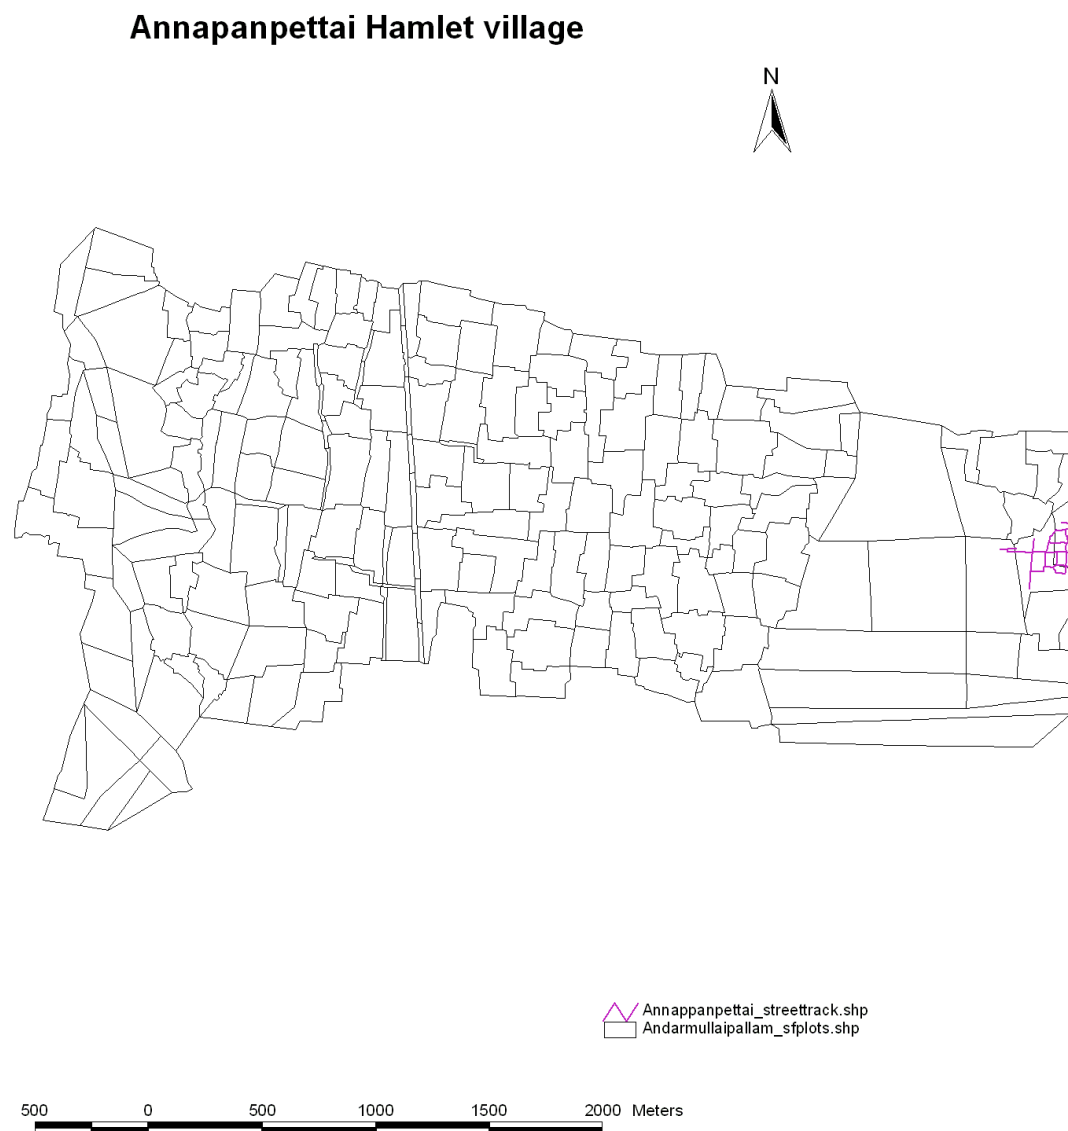 Annapanpettai Hamlet village
N
Annappanpettai_streettrack.shp
Andarmullaipallam_sfplots.shp
500 0 500 1000 1500 2000 Meters